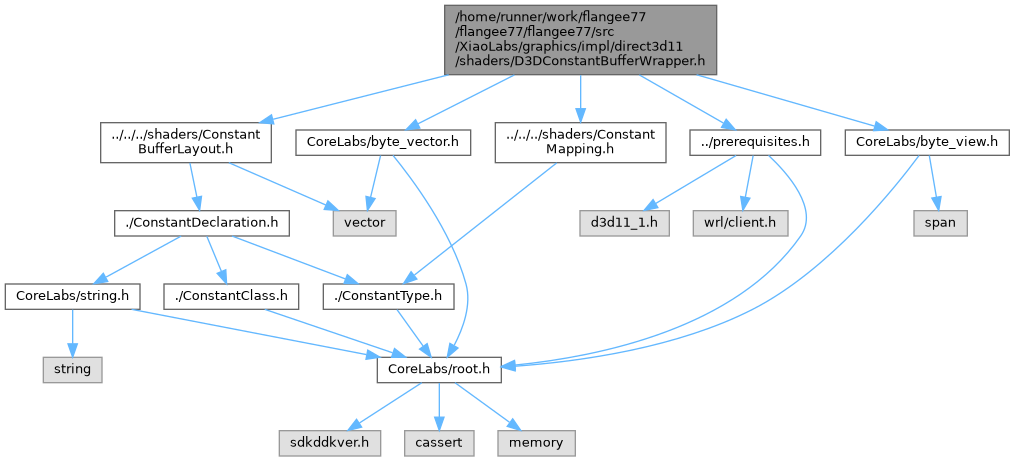 /home/runner/work/flangee77
/flangee77/flangee77/src
/XiaoLabs/graphics/impl/direct3d11
/shaders/D3DConstantBufferWrapper.h
../../../shaders/Constant
BufferLayout.h
CoreLabs/byte_vector.h
../../../shaders/Constant
Mapping.h
../prerequisites.h
CoreLabs/byte_view.h
./ConstantDeclaration.h
vector
d3d11_1.h
wrl/client.h
span
CoreLabs/string.h
./ConstantClass.h
./ConstantType.h
string
CoreLabs/root.h
sdkddkver.h
cassert
memory